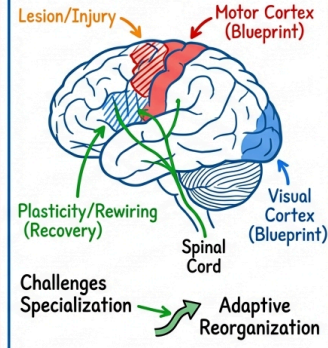 Lesion/Injury
Motor Cortex
(Blueprint)
Plasticity/Rewiring
(Recovery)
Visual
Cortex
(Blueprint)
Spinal
Cord
Challenges
Specialization
Adaptive
Reorganization